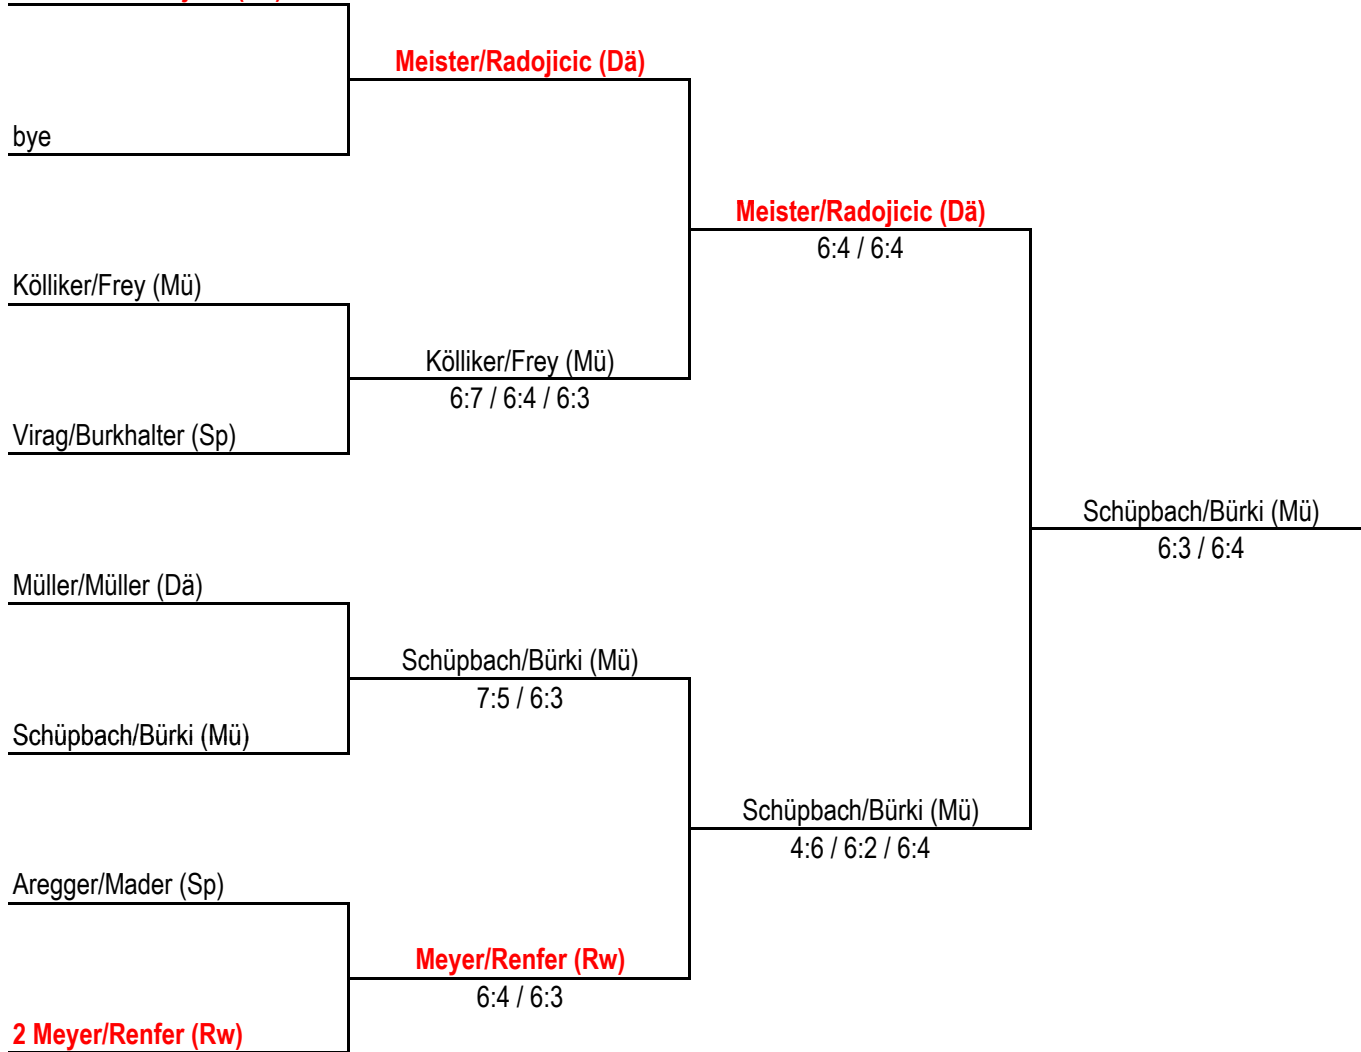 Meister/Radojicic (Dä)
bye
Meister/Radojicic (Dä)
6:4 / 6:4
Kölliker/Frey (Mü)
Kölliker/Frey (Mü)
6:7 / 6:4 / 6:3
Virag/Burkhalter (Sp)
Schüpbach/Bürki (Mü)
6:3 / 6:4
Müller/Müller (Dä)
Schüpbach/Bürki (Mü)
7:5 / 6:3
Schüpbach/Bürki (Mü)
Schüpbach/Bürki (Mü)
4:6 / 6:2 / 6:4
Aregger/Mader (Sp)
Meyer/Renfer (Rw)
6:4 / 6:3
2 Meyer/Renfer (Rw)